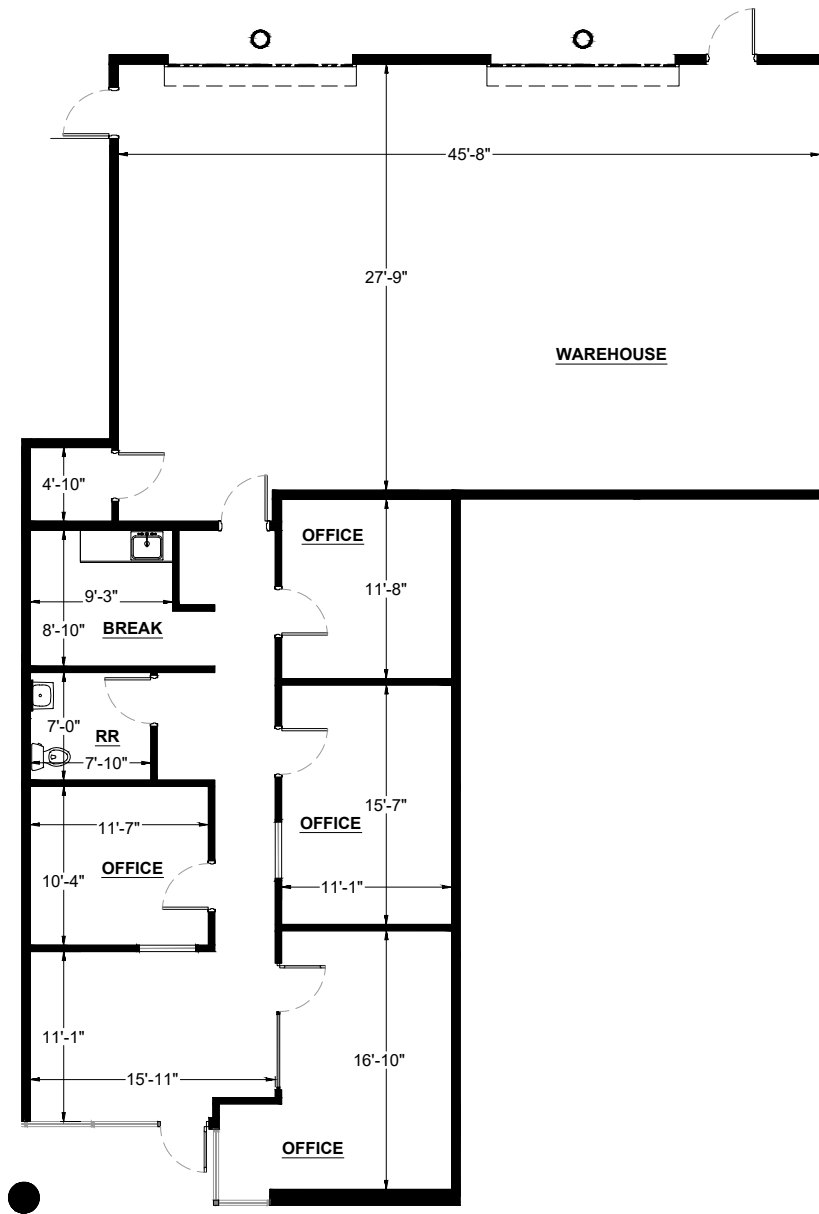 45'-8"
27'-9"
WAREHOUSE
4'-10"
OFFICE
11'-8"
9'-3"
8'-10"
BREAK
7'-0"
RR
7'-10"
15'-7"
11'-7"
OFFICE
OFFICE
10'-4"
11'-1"
11'-1"
16'-10"
15'-11"
OFFICE